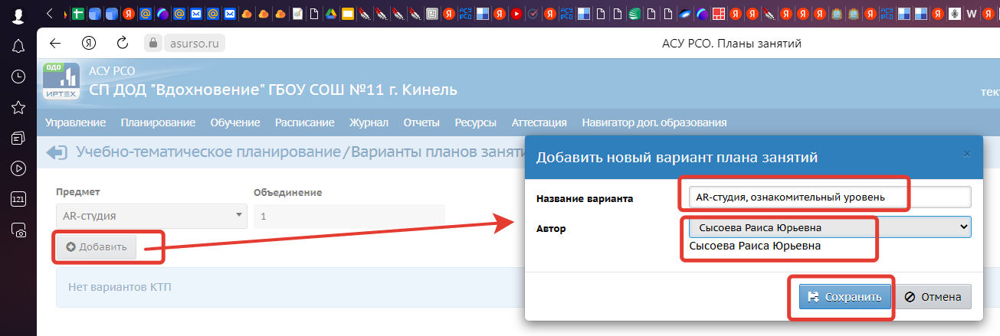 asurso.ru
АСУ РСО. Планы занятий
ОДО
ИРТЕХ
АСУ РСО
СП ДОД "Вдохновение" ГБОУ СОШ №11 г. Кинель
тек
Управление Планирование Обучение Расписание Журнал Отчеты Ресурсы Аттестация Навигатор доп. образования
Учебно-тематическое планирование/Варианты планов заняти
Предмет
Объединение
AR-студия
1
Добавить
Нет вариантов КТП
Добавить новый вариант плана занятий
Название варианта
AR-студия, ознакомительный уровень
Автор
Сысоева Раиса Юрьевна
Сысоева Раиса Юрьевна
Сохранить
Отмена
121